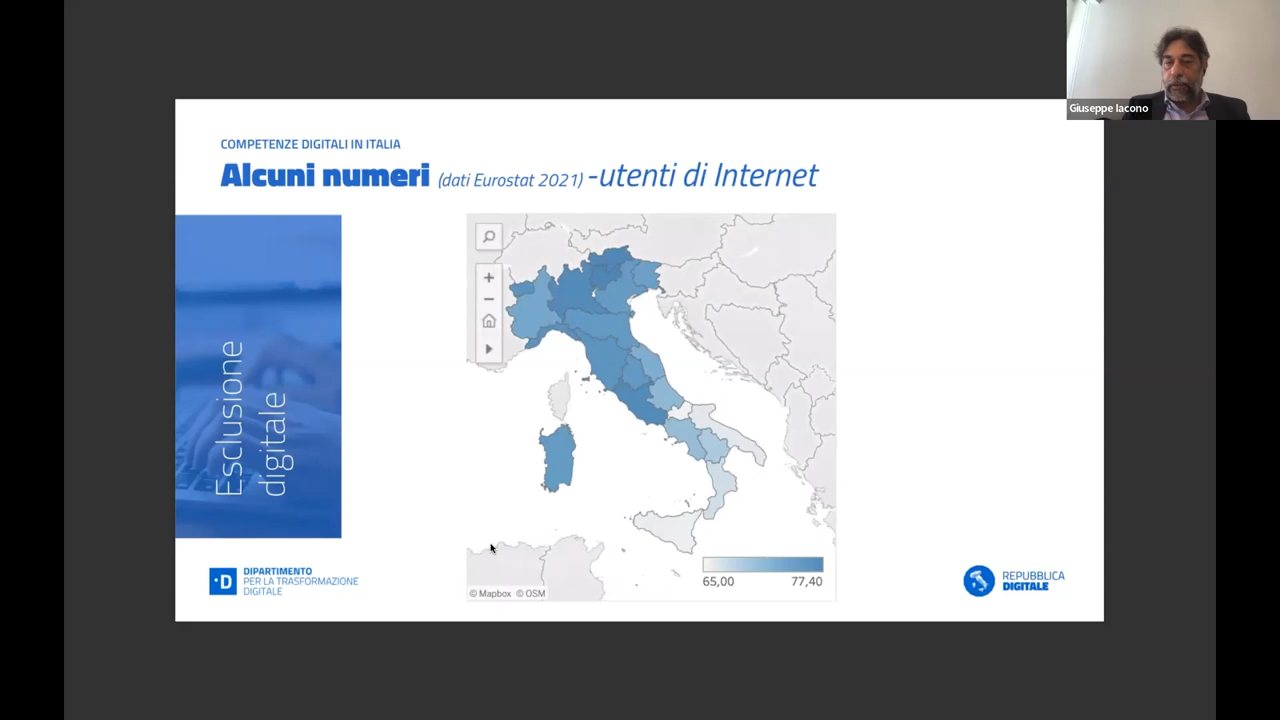 Giuseppe Iacono
COMPETENZE DIGITALI IN ITALIA
Alcuni numeri (dati Eurostat 2021) -utenti di Internet
Esclusione
digitale
65,00 77,40
© Mapbox © OSM
DIPARTIMENTO
PER LA TRASFORMAZIONE
DIGITALE
REPUBBLICA
DIGITALE